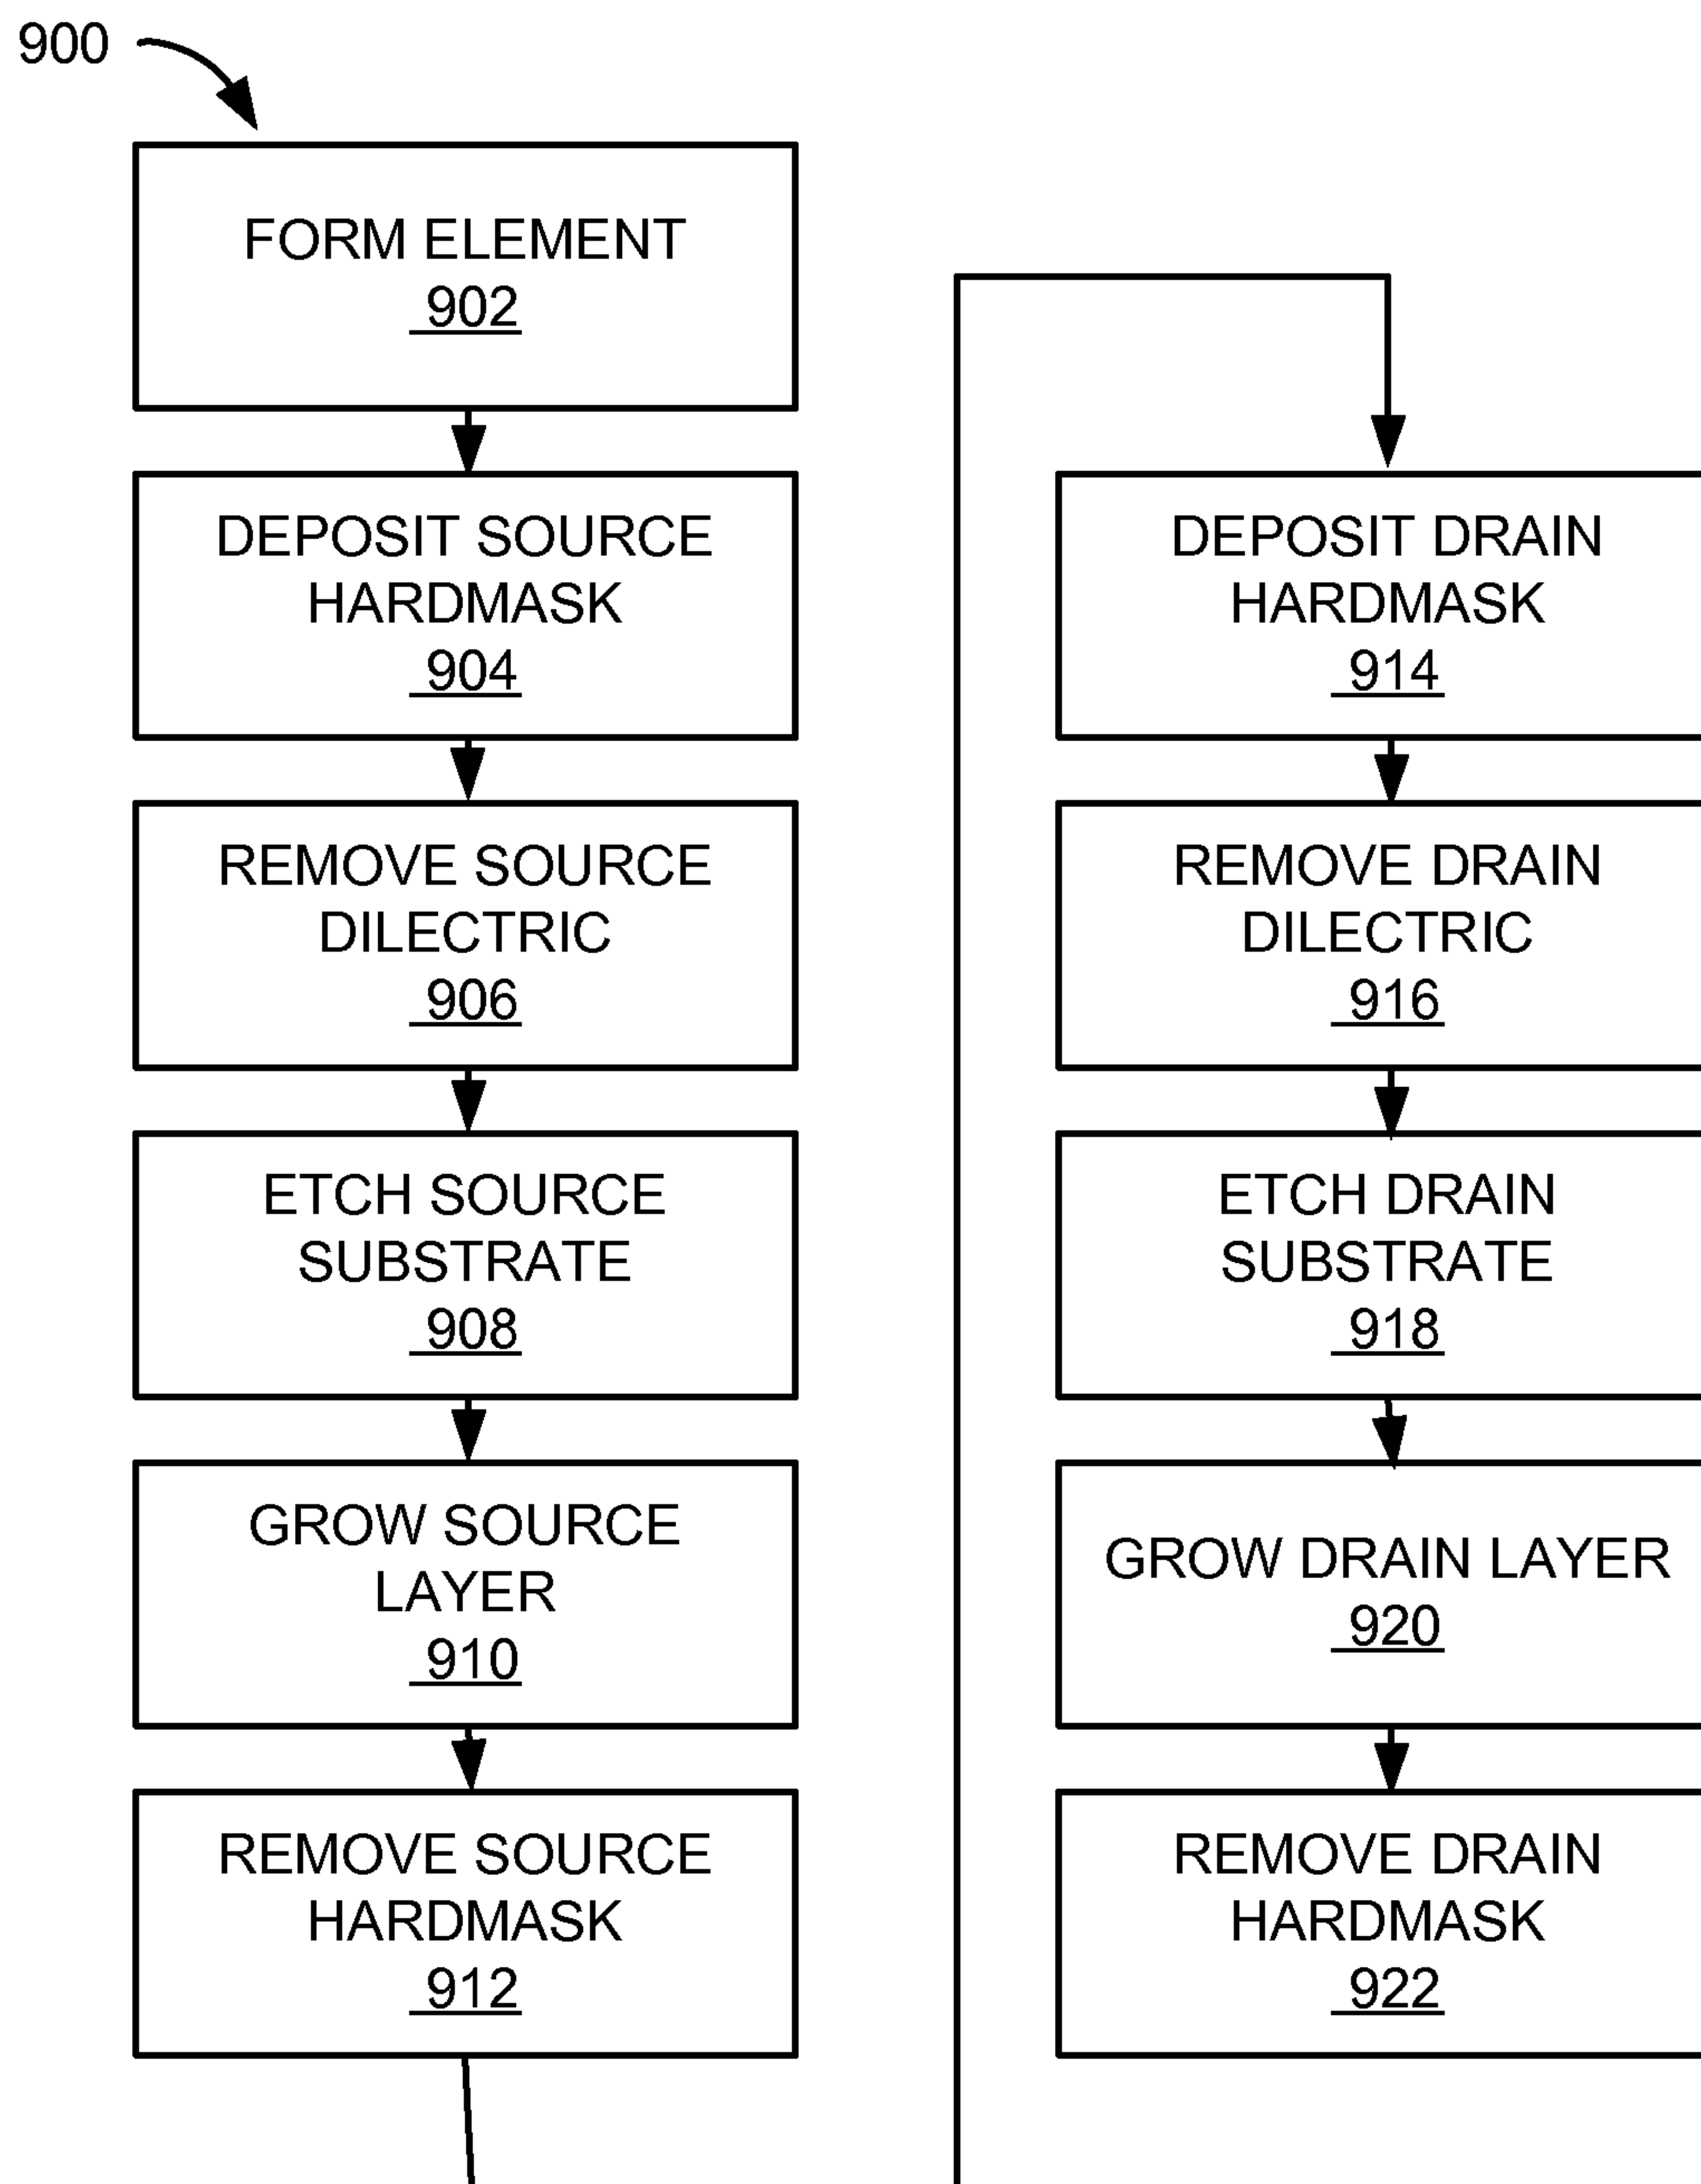 900
FORM ELEMENT
902
DEPOSIT SOURCE
HARDMASK
904
REMOVE SOURCE
DILECTRIC
906
ETCH SOURCE
SUBSTRATE
908
GROW SOURCE
LAYER
910
REMOVE SOURCE
HARDMASK
912
DEPOSIT DRAIN
HARDMASK
914
REMOVE DRAIN
DILECTRIC
916
ETCH DRAIN
SUBSTRATE
918
GROW DRAIN LAYER
920
REMOVE DRAIN
HARDMASK
922